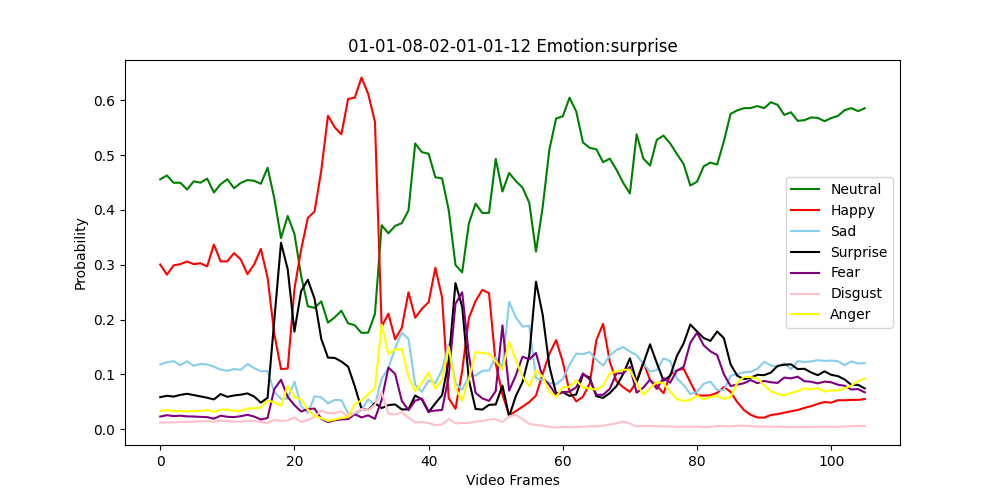 01-01-08-02-01-01-12 Emotion:surprise
Probability
0.6
0.5
0.4
0.3
0.2
0.1
0.0
Neutral
Happy
Sad
Surprise
Fear
Disgust
Anger
0 20 40 60 80 100
Video Frames